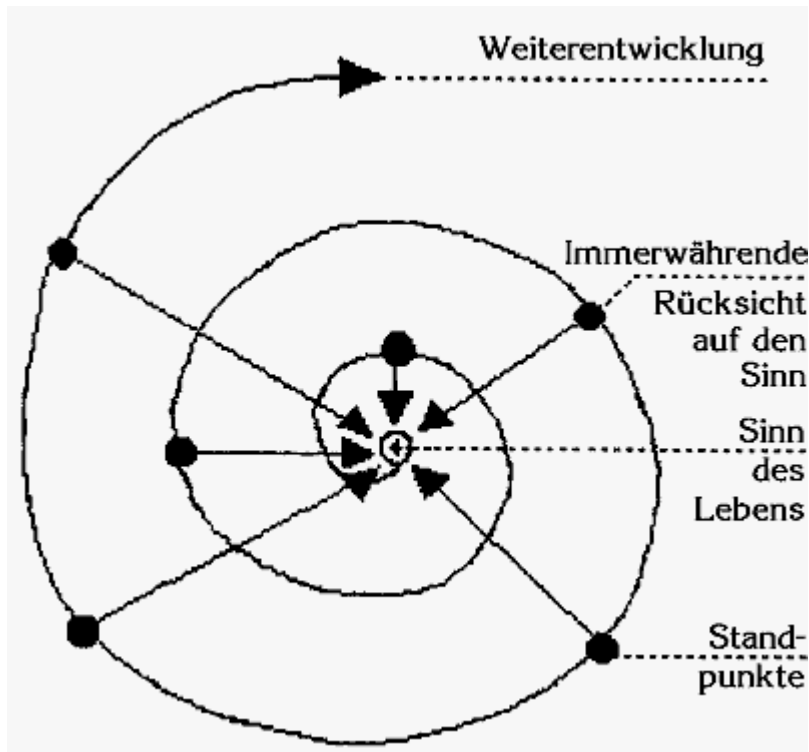 Weiterentwicklung
Immerwährende
Rücksicht
auf den
Sinn
Sinn
des
Lebens
Stand-
punkte